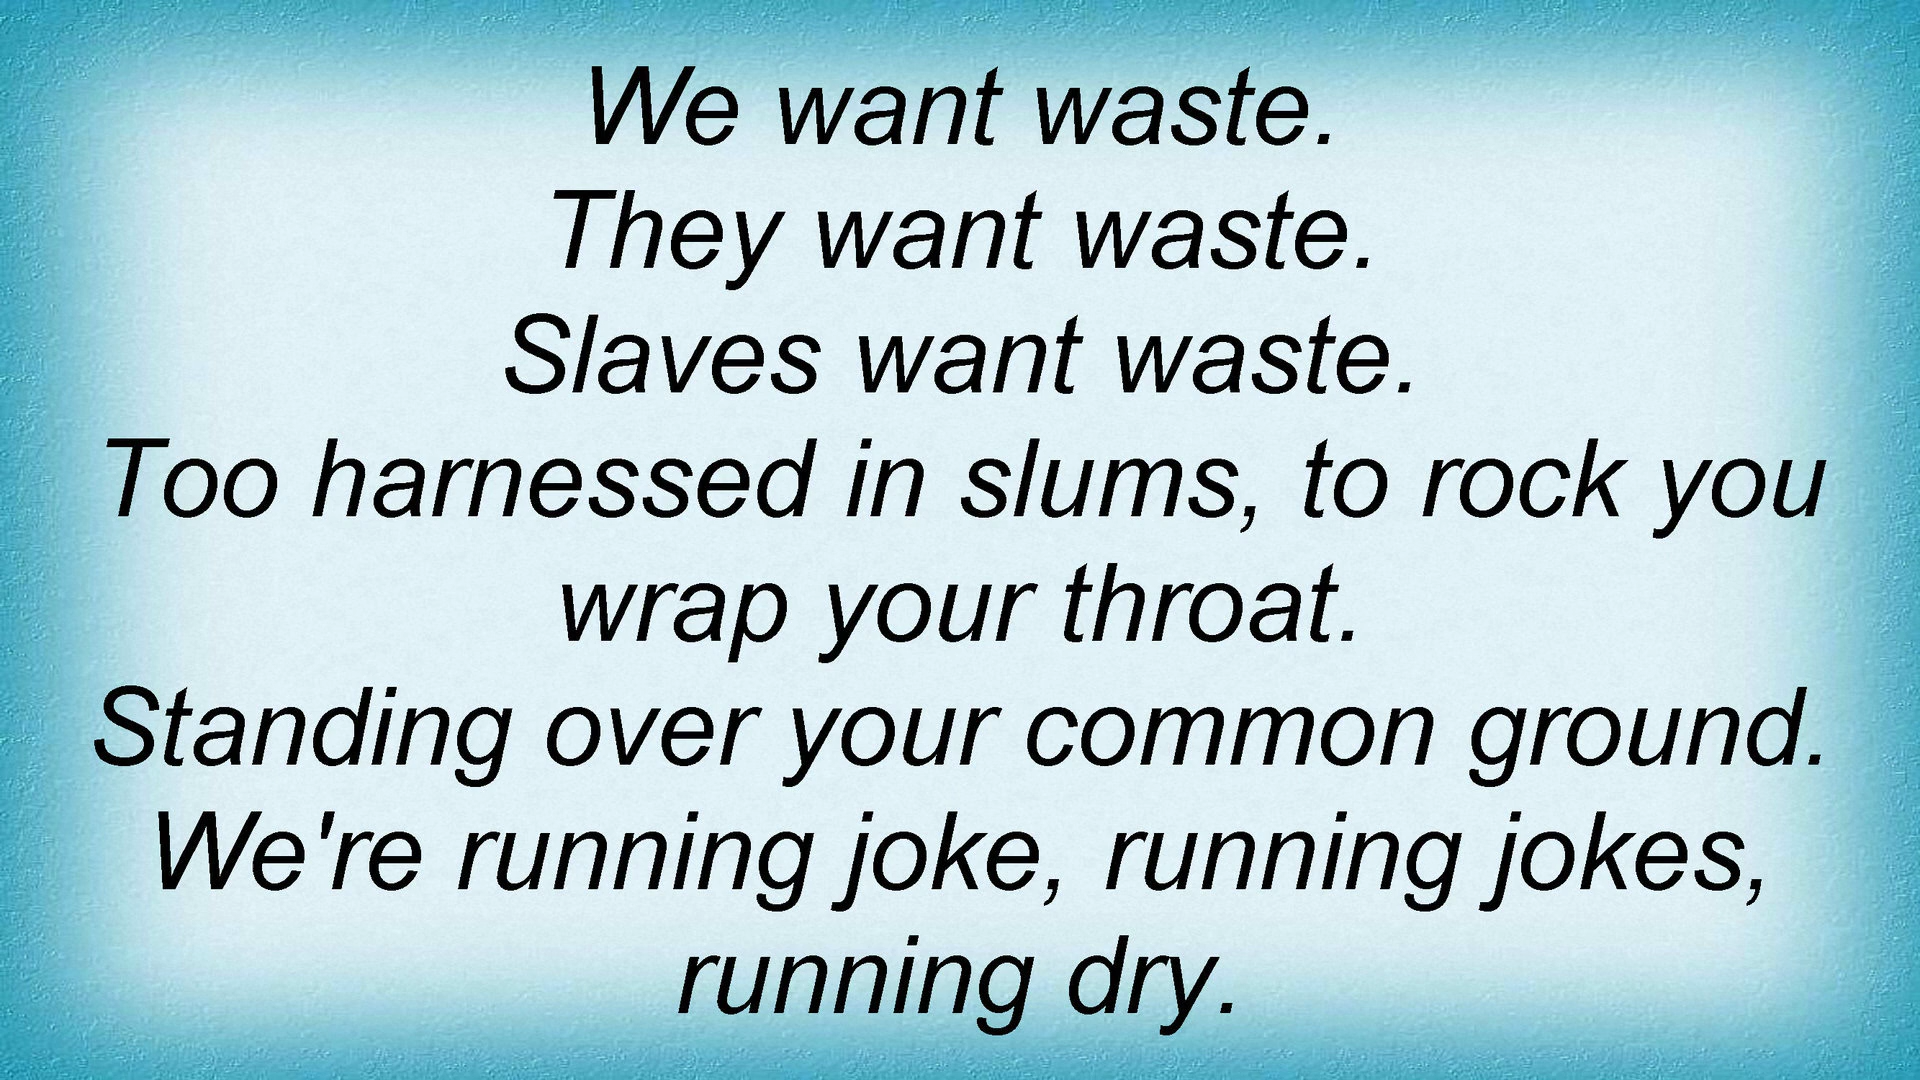 We want waste.
They want waste.
Slaves want waste.
Too harnessed in slums, to rock you
wrap your throat.
Standing over your common ground.
We're running joke, running jokes,
running dry.